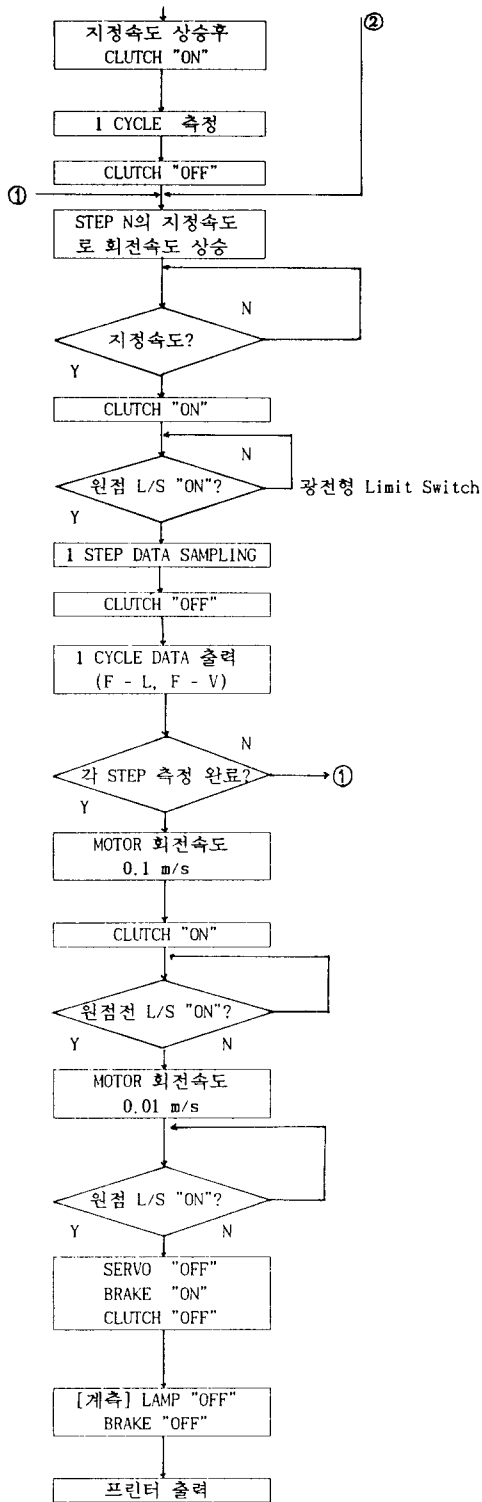 ②
지정속도 상승후
CLUTCH "ON"
1 CYCLE 측정
CLUTCH "OFF"
①
STEP N의 지정속도
로 회전속도 상승
N
지정속도?
Y
CLUTCH "ON"
N
원점 L/S "ON"?
광전형 Limit Switch
Y
1 STEP DATA SAMPLING
CLUTCH "OFF"
1 CYCLE DATA 출력
(F - L, F - V)
N
각 STEP 측정 완료?
①
Y
MOTOR 회전속도
0.1 m/s
CLUTCH "ON"
원점전 L/S "ON"?
Y N
MOTOR 회전속도
0.01 m/s
원점 L/S "ON"?
Y N
SERVO "OFF"
BRAKE "ON"
CLUTCH "OFF"
[계측] LAMP "OFF"
BRAKE "OFF"
프린터 출력